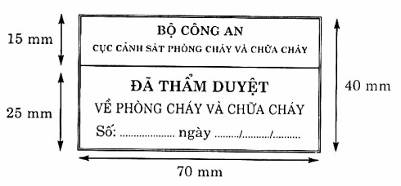 15 mm
BỘ CÔNG AN
CỤC CẢNH SÁT PHÒNG CHÁY VÀ CHỮA CHÁY
25 mm
ĐÃ THẨM DUYỆT
VỀ PHÒNG CHÁY VÀ CHỮA CHÁY
Số: ..................... ngày ........./........../..........
40 mm
70 mm